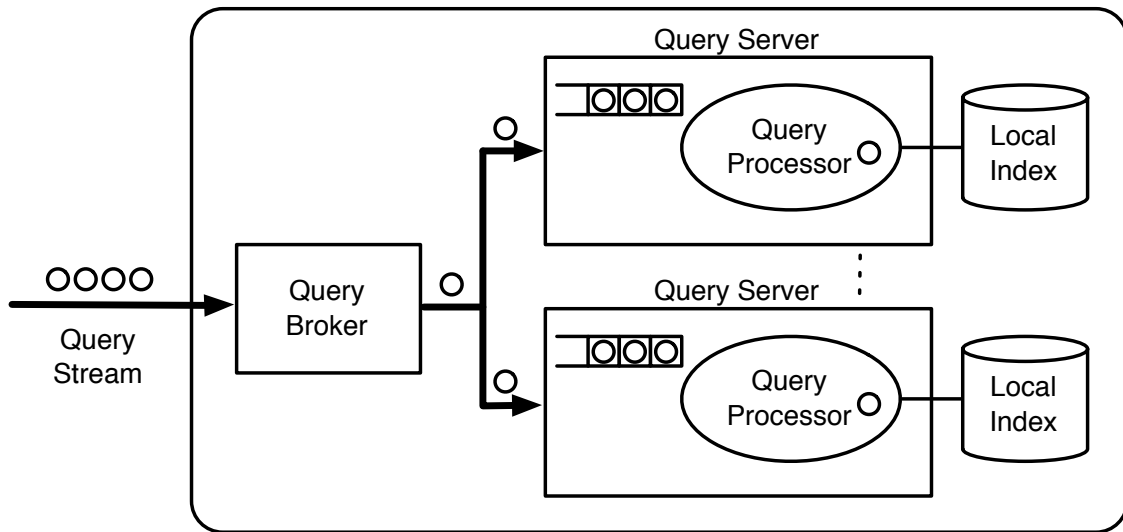 Query Server
Query
Processor
Local
Index
Query
Broker
Query
Stream
Query Server
Query
Processor
Local
Index